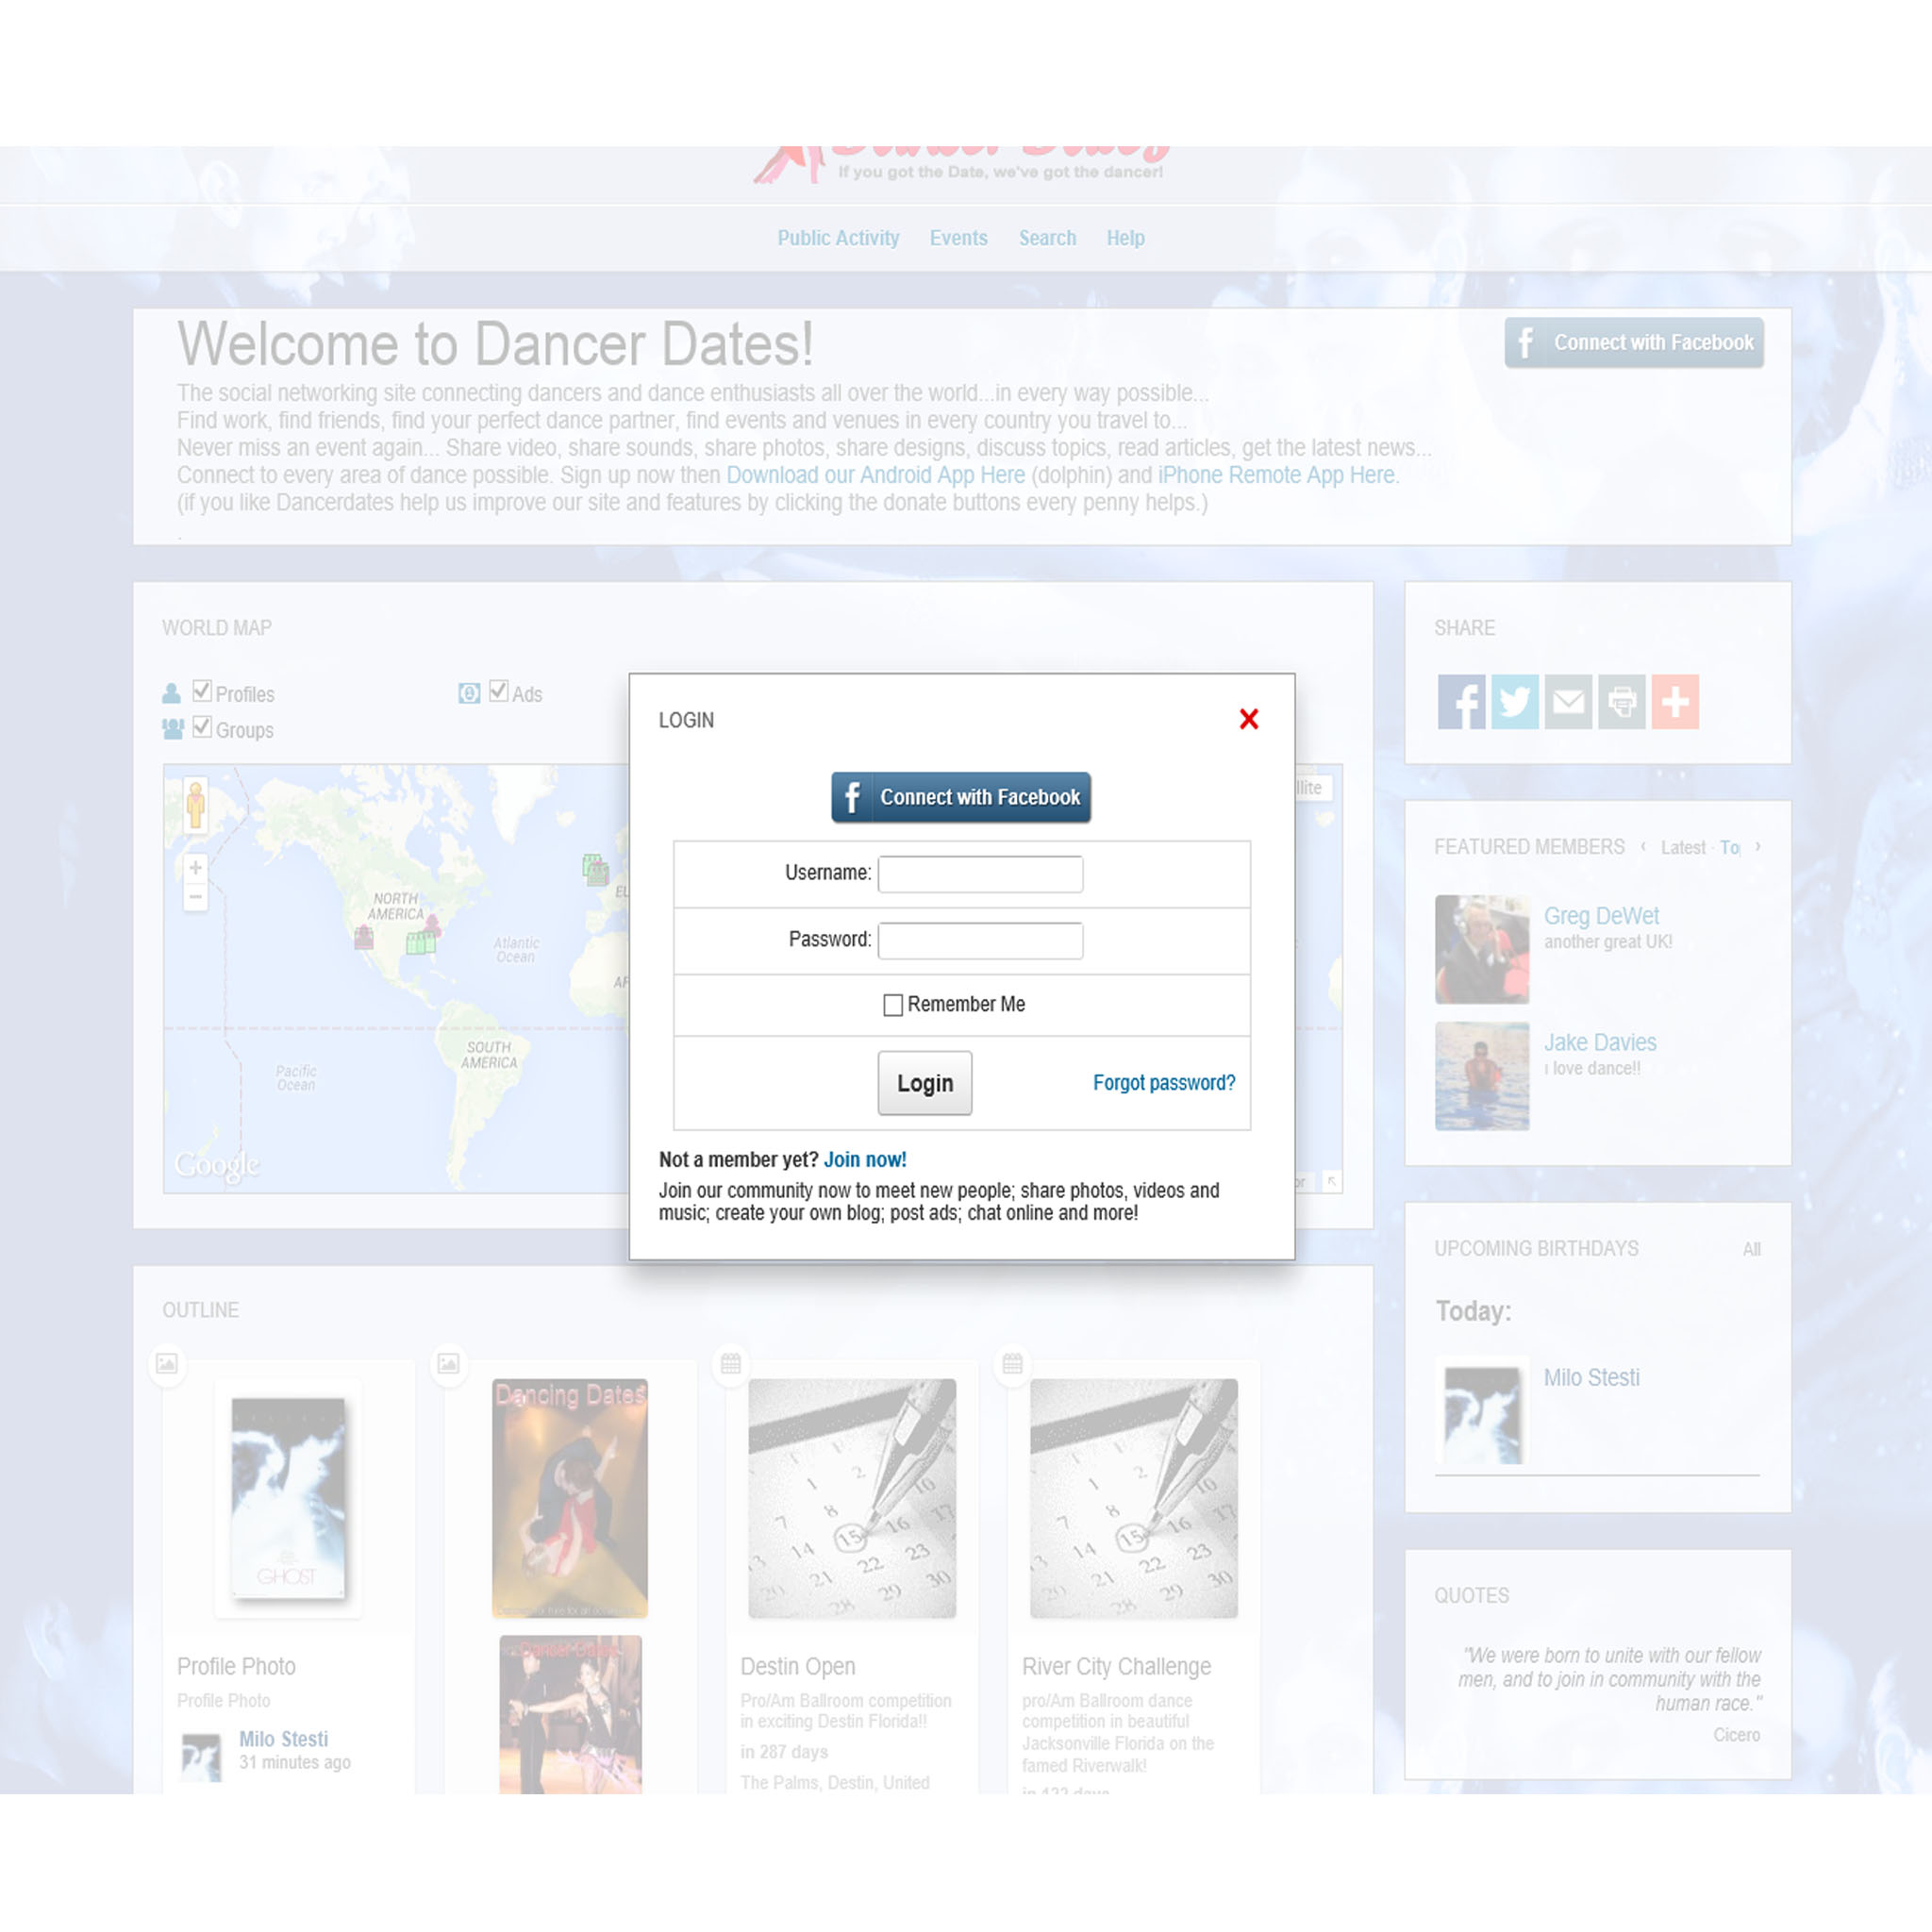 Dancer Dates
If you got the Date, we've got the dancer!
Public Activity Events Search Help
Welcome to Dancer Dates!
Connect with Facebook
The social networking site connecting dancers and dance enthusiasts all over the world...in every way possible...
Find work, find friends, find your perfect dance partner, find events and venues in every country you travel to...
Never miss an event again... Share video, share sounds, share photos, share designs, discuss topics, read articles, get the latest news...
Connect to every area of dance possible. Sign up now then Download our Android App Here (dolphin) and iPhone Remote App Here.
(if you like Dancerdates help us improve our site and features by clicking the donate buttons every penny helps.)
.
WORLD MAP
Profiles
Ads
Groups
NORTH
AMERICA
Atlantic
Ocean
SOUTH
AMERICA
Pacific
Ocean
Google
LOGIN
Connect with Facebook
Username:
Password:
Remember Me
Login
Forgot password?
Not a member yet? Join now!
Join our community now to meet new people; share photos, videos and
music; create your own blog; post ads; chat online and more!
SHARE
FEATURED MEMBERS ‹ Latest · To ›
Greg DeWet
another great UK!
Jake Davies
i love dance!!
UPCOMING BIRTHDAYS All
Today:
Milo Stesti
QUOTES
"We were born to unite with our fellow
men, and to join in community with the
human race."
Cicero
OUTLINE
GHOST
Profile Photo
Profile Photo
Milo Stesti
31 minutes ago
Dancing Dates
Dancer Dates
Destin Open
Pro/Am Ballroom competition
in exciting Destin Florida!!
in 287 days
The Palms, Destin, United
River City Challenge
pro/Am Ballroom dance
competition in beautiful
Jacksonville Florida on the
famed Riverwalk!